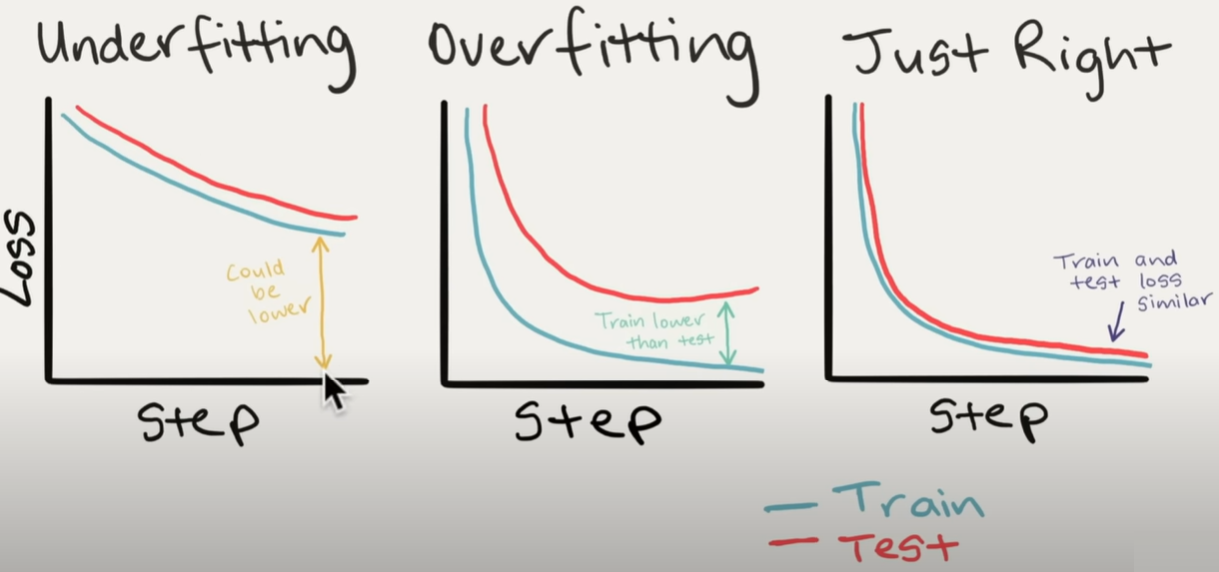 Underfitting
Overfitting
Just Right
Loss
Could
be
lower
Step
Train lower
than test
Step
Train and
test loss
similar
Step
Train
Test